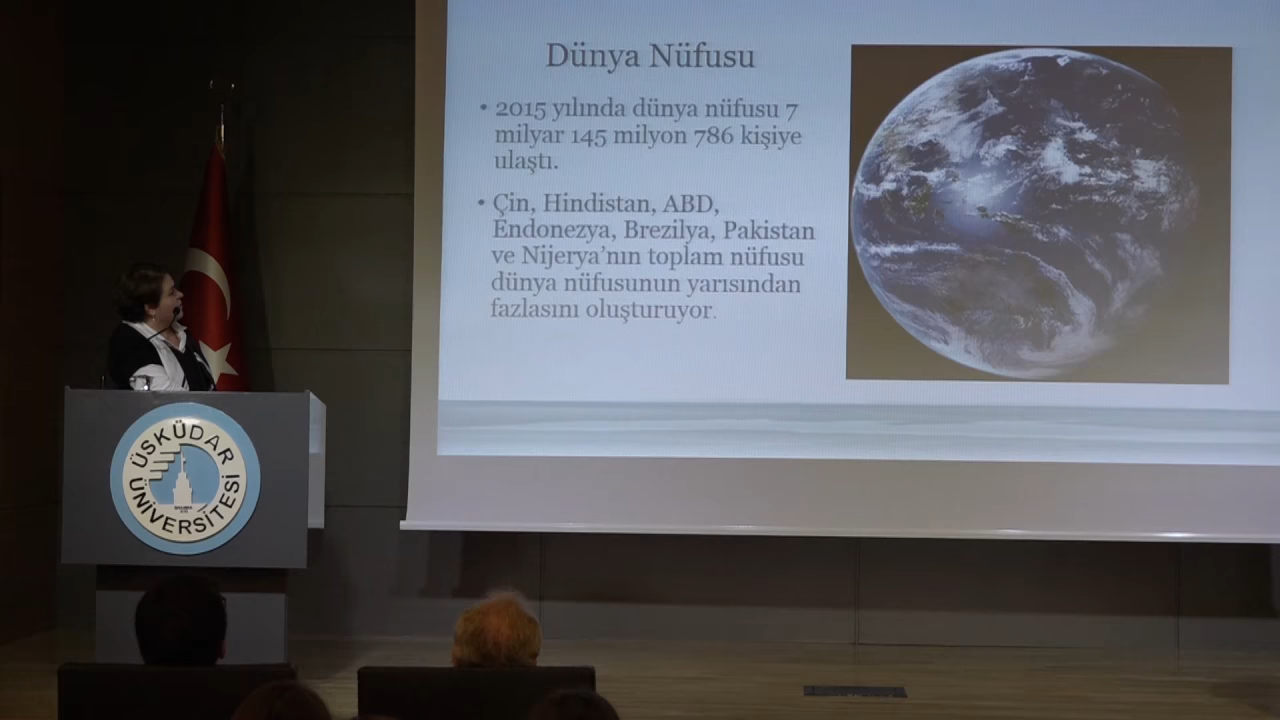 Dünya Nüfusu
• 2015 yılında dünya nüfusu 7
milyar 145 milyon 786 kişiye
ulaştı.
• Çin, Hindistan, ABD,
Endonezya, Brezilya, Pakistan
ve Nijerya'nın toplam nüfusu
dünya nüfusunun yarısından
fazlasını oluşturuyor.
ÜSKÜDAR
ÜNİVERSİTESİ